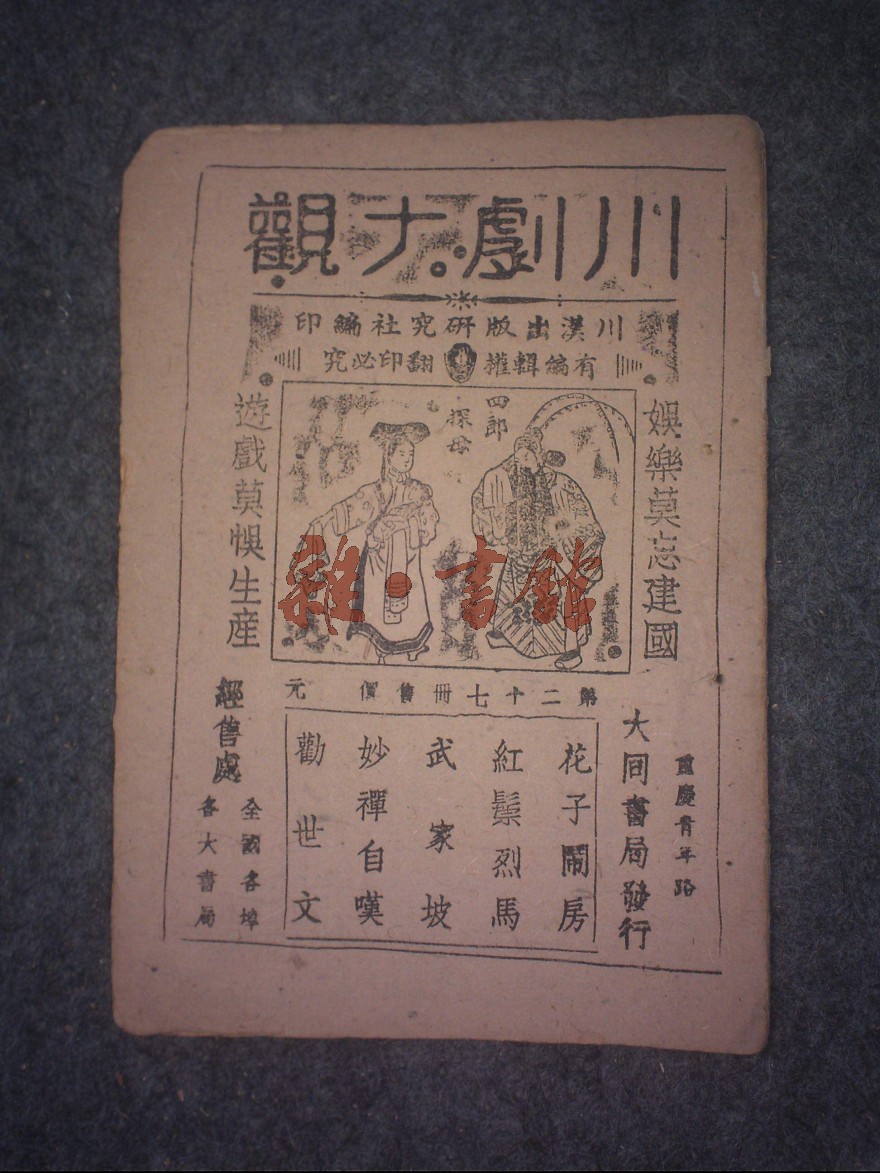 川劇大觀
川漢出版研究社編印
有編輯權 翻印必究
娛樂莫忘建國
四郎
探母
遊戲莫悞生産
雜·書館
第二十七冊售價 元
重慶青年路
大同書局發行
花子鬧房
紅鬃烈馬
武家坡
妙禪自嘆
勸世文
經售處
全國各埠
各大書局